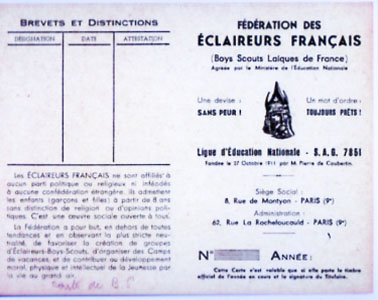 BREVETS ET DISTINCTIONS
DÉSIGNATION DATE ATTESTATION
Les ÉCLAIREURS FRANÇAIS ne sont affiliés à
aucun parti politique ou religieux ni inféodés
à aucune confédération étrangère. Ils admettent
les enfants (garçons et filles) à partir de 8 ans
sans distinction de religion ou d'opinions poli-
tiques. C'est une œuvre sociale ouverte à tous.
La Fédération a pour but, en dehors de toutes
tendances et en observant la plus stricte neu-
tralité, de favoriser la création de groupes
d'Éclaireurs-Boys-Scouts, d'organiser des Camps
de vacances, et de contribuer au développement
moral, physique et intellectuel de la Jeunesse par
la vie au grand air.
FÉDÉRATION DES
ÉCLAIREURS FRANÇAIS
(Boys Scouts Laïques de France)
Agréée par le Ministère de l'Éducation Nationale
Une devise : Un mot d'ordre :
SANS PEUR ! TOUJOURS PRÊTS !
Ligue d'Éducation Nationale - S.A.G. 7851
Fondée le 27 Octobre 1911 par M. Pierre de Coubertin.
Siège Social :
8, Rue de Montyon - PARIS (9e)
Administration :
62, Rue La Rochefoucauld - PARIS (9e)
N° ANNÉE :
Cette Carte n'est valable que si elle porte le timbre
officiel de l'année en cours et la signature du Titulaire.